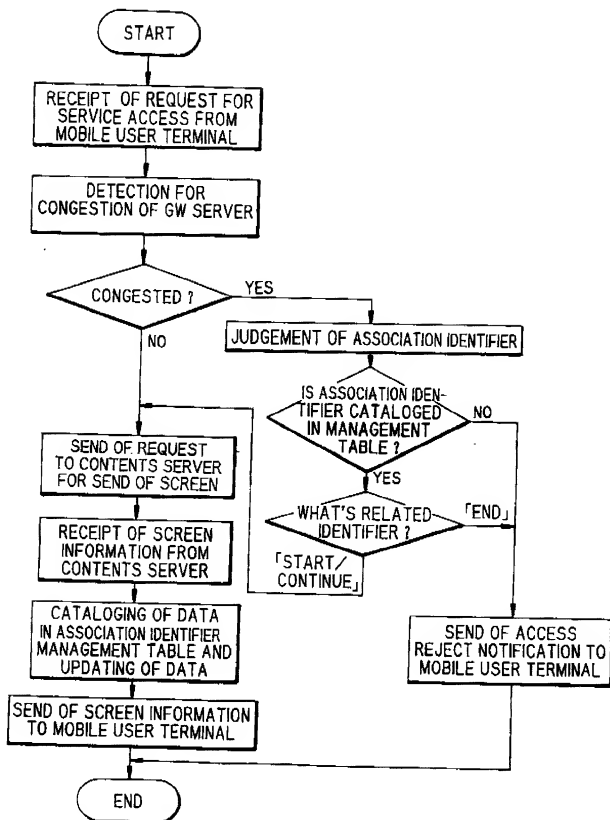 START
RECEIPT OF REQUEST FOR
SERVICE ACCESS FROM
MOBILE USER TERMINAL
DETECTION FOR
CONGESTION OF GW SERVER
CONGESTED ?
YES
NO
JUDGEMENT OF ASSOCIATION IDENTIFIER
IS ASSOCIATION IDEN-
TIFIER CATALOGED
IN MANAGEMENT
TABLE ?
NO
YES
SEND OF REQUEST
TO CONTENTS SERVER
FOR SEND OF SCREEN
WHAT'S RELATED
IDENTIFIER ?
「END」
「START/
CONTINUE」
RECEIPT OF SCREEN
INFORMATION FROM
CONTENTS SERVER
CATALOGING OF DATA
IN ASSOCIATION IDENTIFIER
MANAGEMENT TABLE AND
UPDATING OF DATA
SEND OF ACCESS
REJECT NOTIFICATION TO
MOBILE USER TERMINAL
SEND OF SCREEN INFORMATION
TO MOBILE USER TERMINAL
END